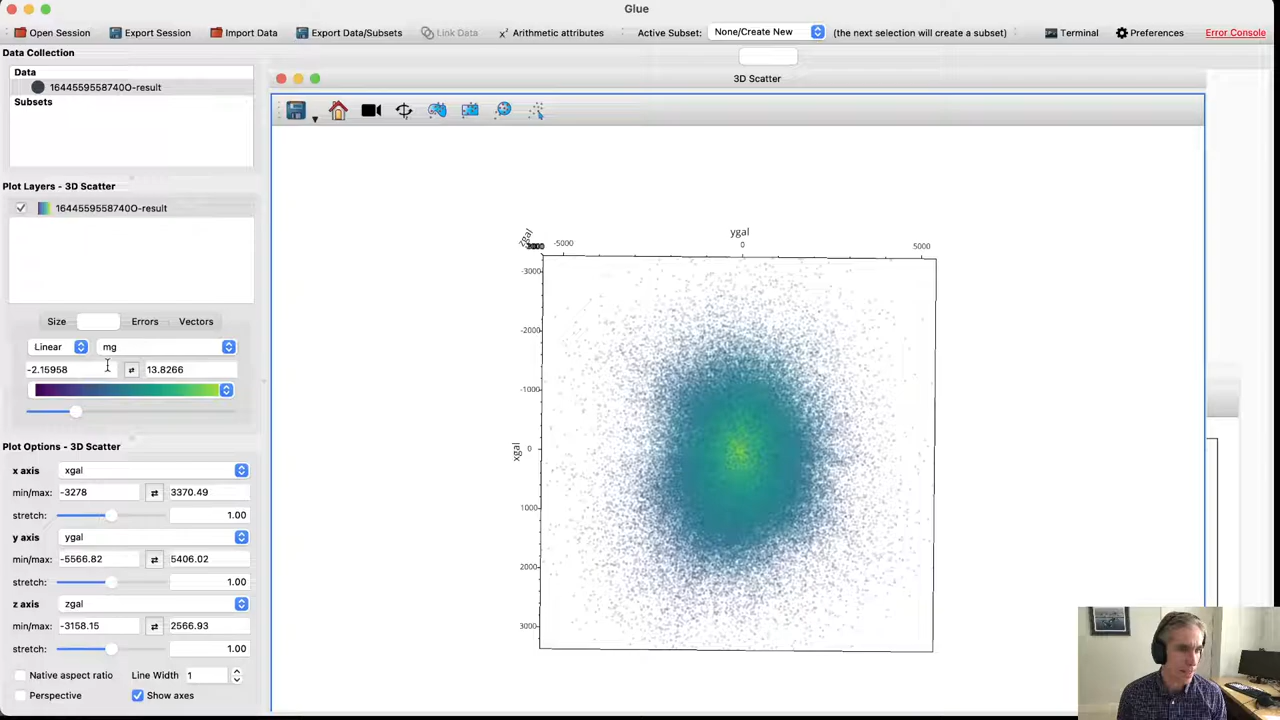 Glue
Open Session Export Session Import Data Export Data/Subsets Link Data Arithmetic attributes Active Subset: None/Create New (the next selection will create a subset) Terminal Preferences Error Console
Data Collection
Data
1644559558740O-result
Subsets
Plot Layers - 3D Scatter
1644559558740O-result
Size Errors Vectors
Linear mg
-2.15958 13.8266
Plot Options - 3D Scatter
x axis xgal
min/max: -3278 3370.49
stretch: 1.00
y axis ygal
min/max: -5566.82 5406.02
stretch: 1.00
z axis zgal
min/max: -3158.15 2566.93
stretch: 1.00
Native aspect ratio Line Width 1
Perspective Show axes
3D Scatter
ygal
zgal
-5000 0 5000
-3000
-2000
-1000
xgal 0
1000
2000
3000